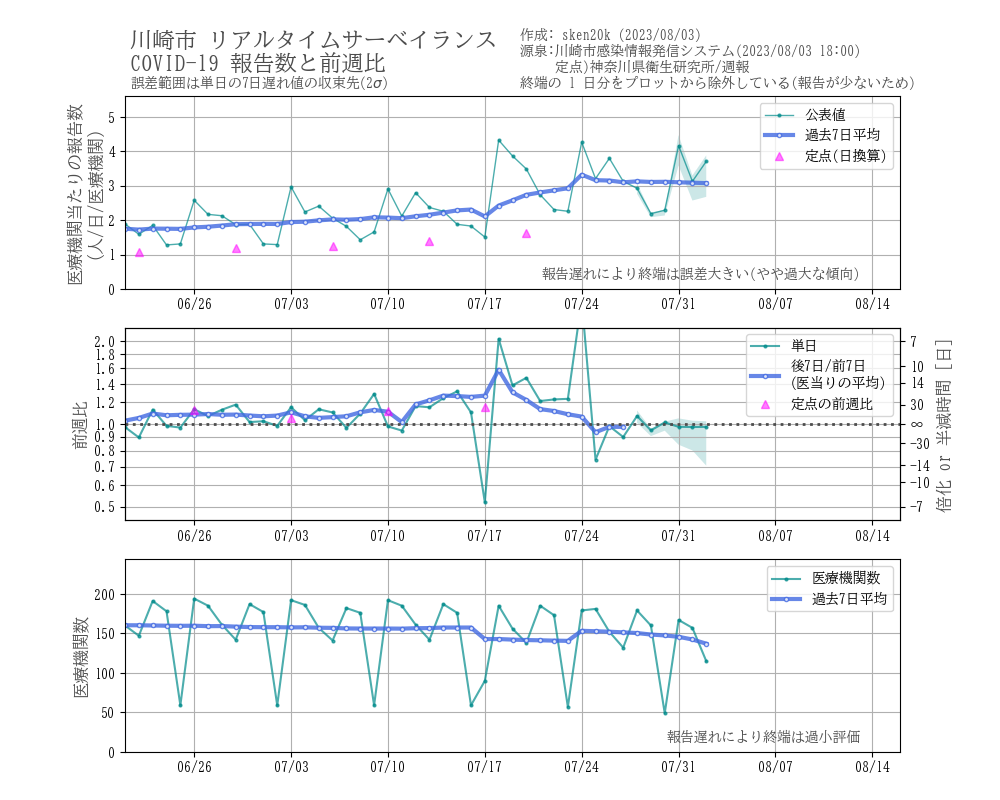 川崎市 リアルタイムサーベイランス
COVID-19 報告数と前週比
誤差範囲は単日の7日遅れ値の収束先(2σ)
作成: sken20k (2023/08/03)
源泉:川崎市感染情報発信システム(2023/08/03 18:00)
定点)神奈川県衛生研究所/週報
終端の 1 日分をプロットから除外している(報告が少ないため)
医療機関当たりの報告数
(人/日/医療機関)
5
4
3
2
1
0
公表値
過去7日平均
定点(日換算)
報告遅れにより終端は誤差大きい(やや過大な傾向)
06/26 07/03 07/10 07/17 07/24 07/31 08/07 08/14
前週比
2.0
1.8
1.6
1.4
1.2
1.0
0.9
0.8
0.7
0.6
0.5
単日
後7日/前7日
(医当りの平均)
定点の前週比
7
10
14
30
∞
-30
-14
-10
-7
倍化 or 半減時間 [日]
06/26 07/03 07/10 07/17 07/24 07/31 08/07 08/14
医療機関数
200
150
100
50
0
医療機関数
過去7日平均
報告遅れにより終端は過小評価
06/26 07/03 07/10 07/17 07/24 07/31 08/07 08/14